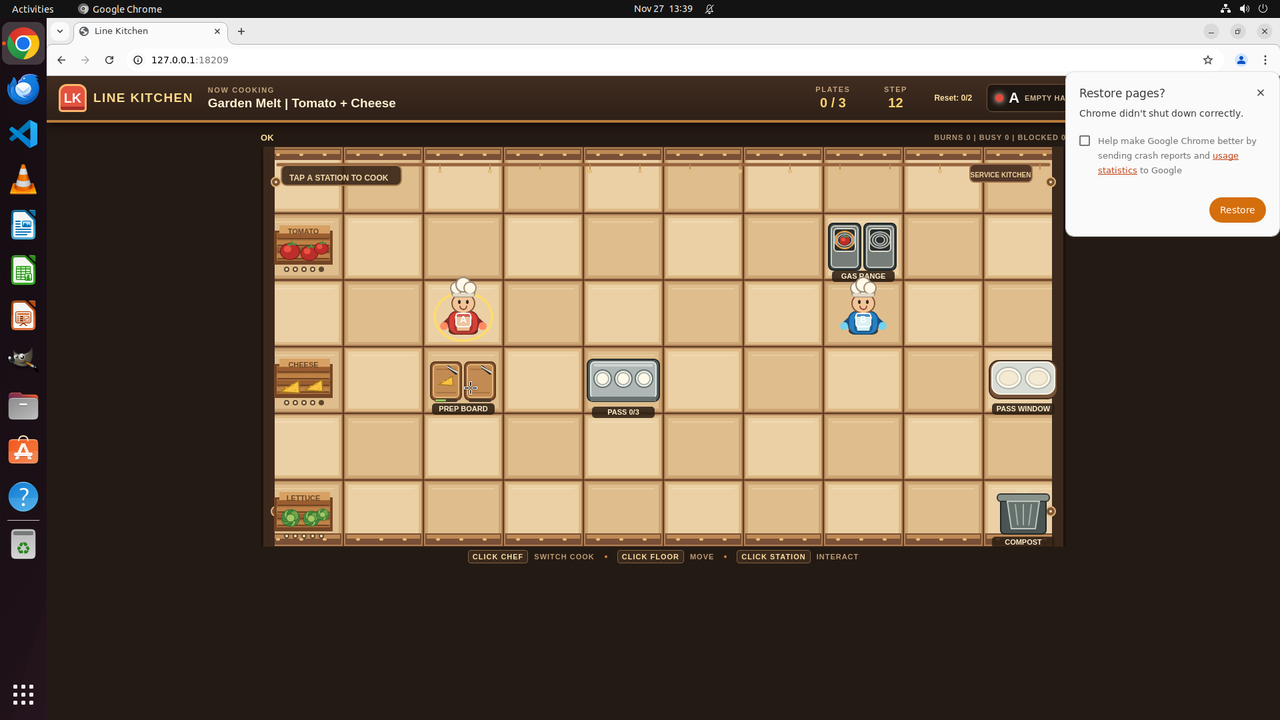 Activities
Google Chrome
Nov 27 13:39
Line Kitchen
127.0.0.1:18209
LK
LINE KITCHEN
NOW COOKING
Garden Melt | Tomato + Cheese
PLATES
0 / 3
STEP
12
Reset: 0/2
A
EMPTY HA
Restore pages?
Chrome didn't shut down correctly.
Help make Google Chrome better by
sending crash reports and usage
statistics to Google
Restore
OK
BURNS 0 | BUSY 0 | BLOCKED 0
TAP A STATION TO COOK
SERVICE KITCHEN
TOMATO
GAS RANGE
A
CHEESE
PREP BOARD
PASS 0/3
PASS WINDOW
LETTUCE
COMPOST
CLICK CHEF SWITCH COOK • CLICK FLOOR MOVE • CLICK STATION INTERACT